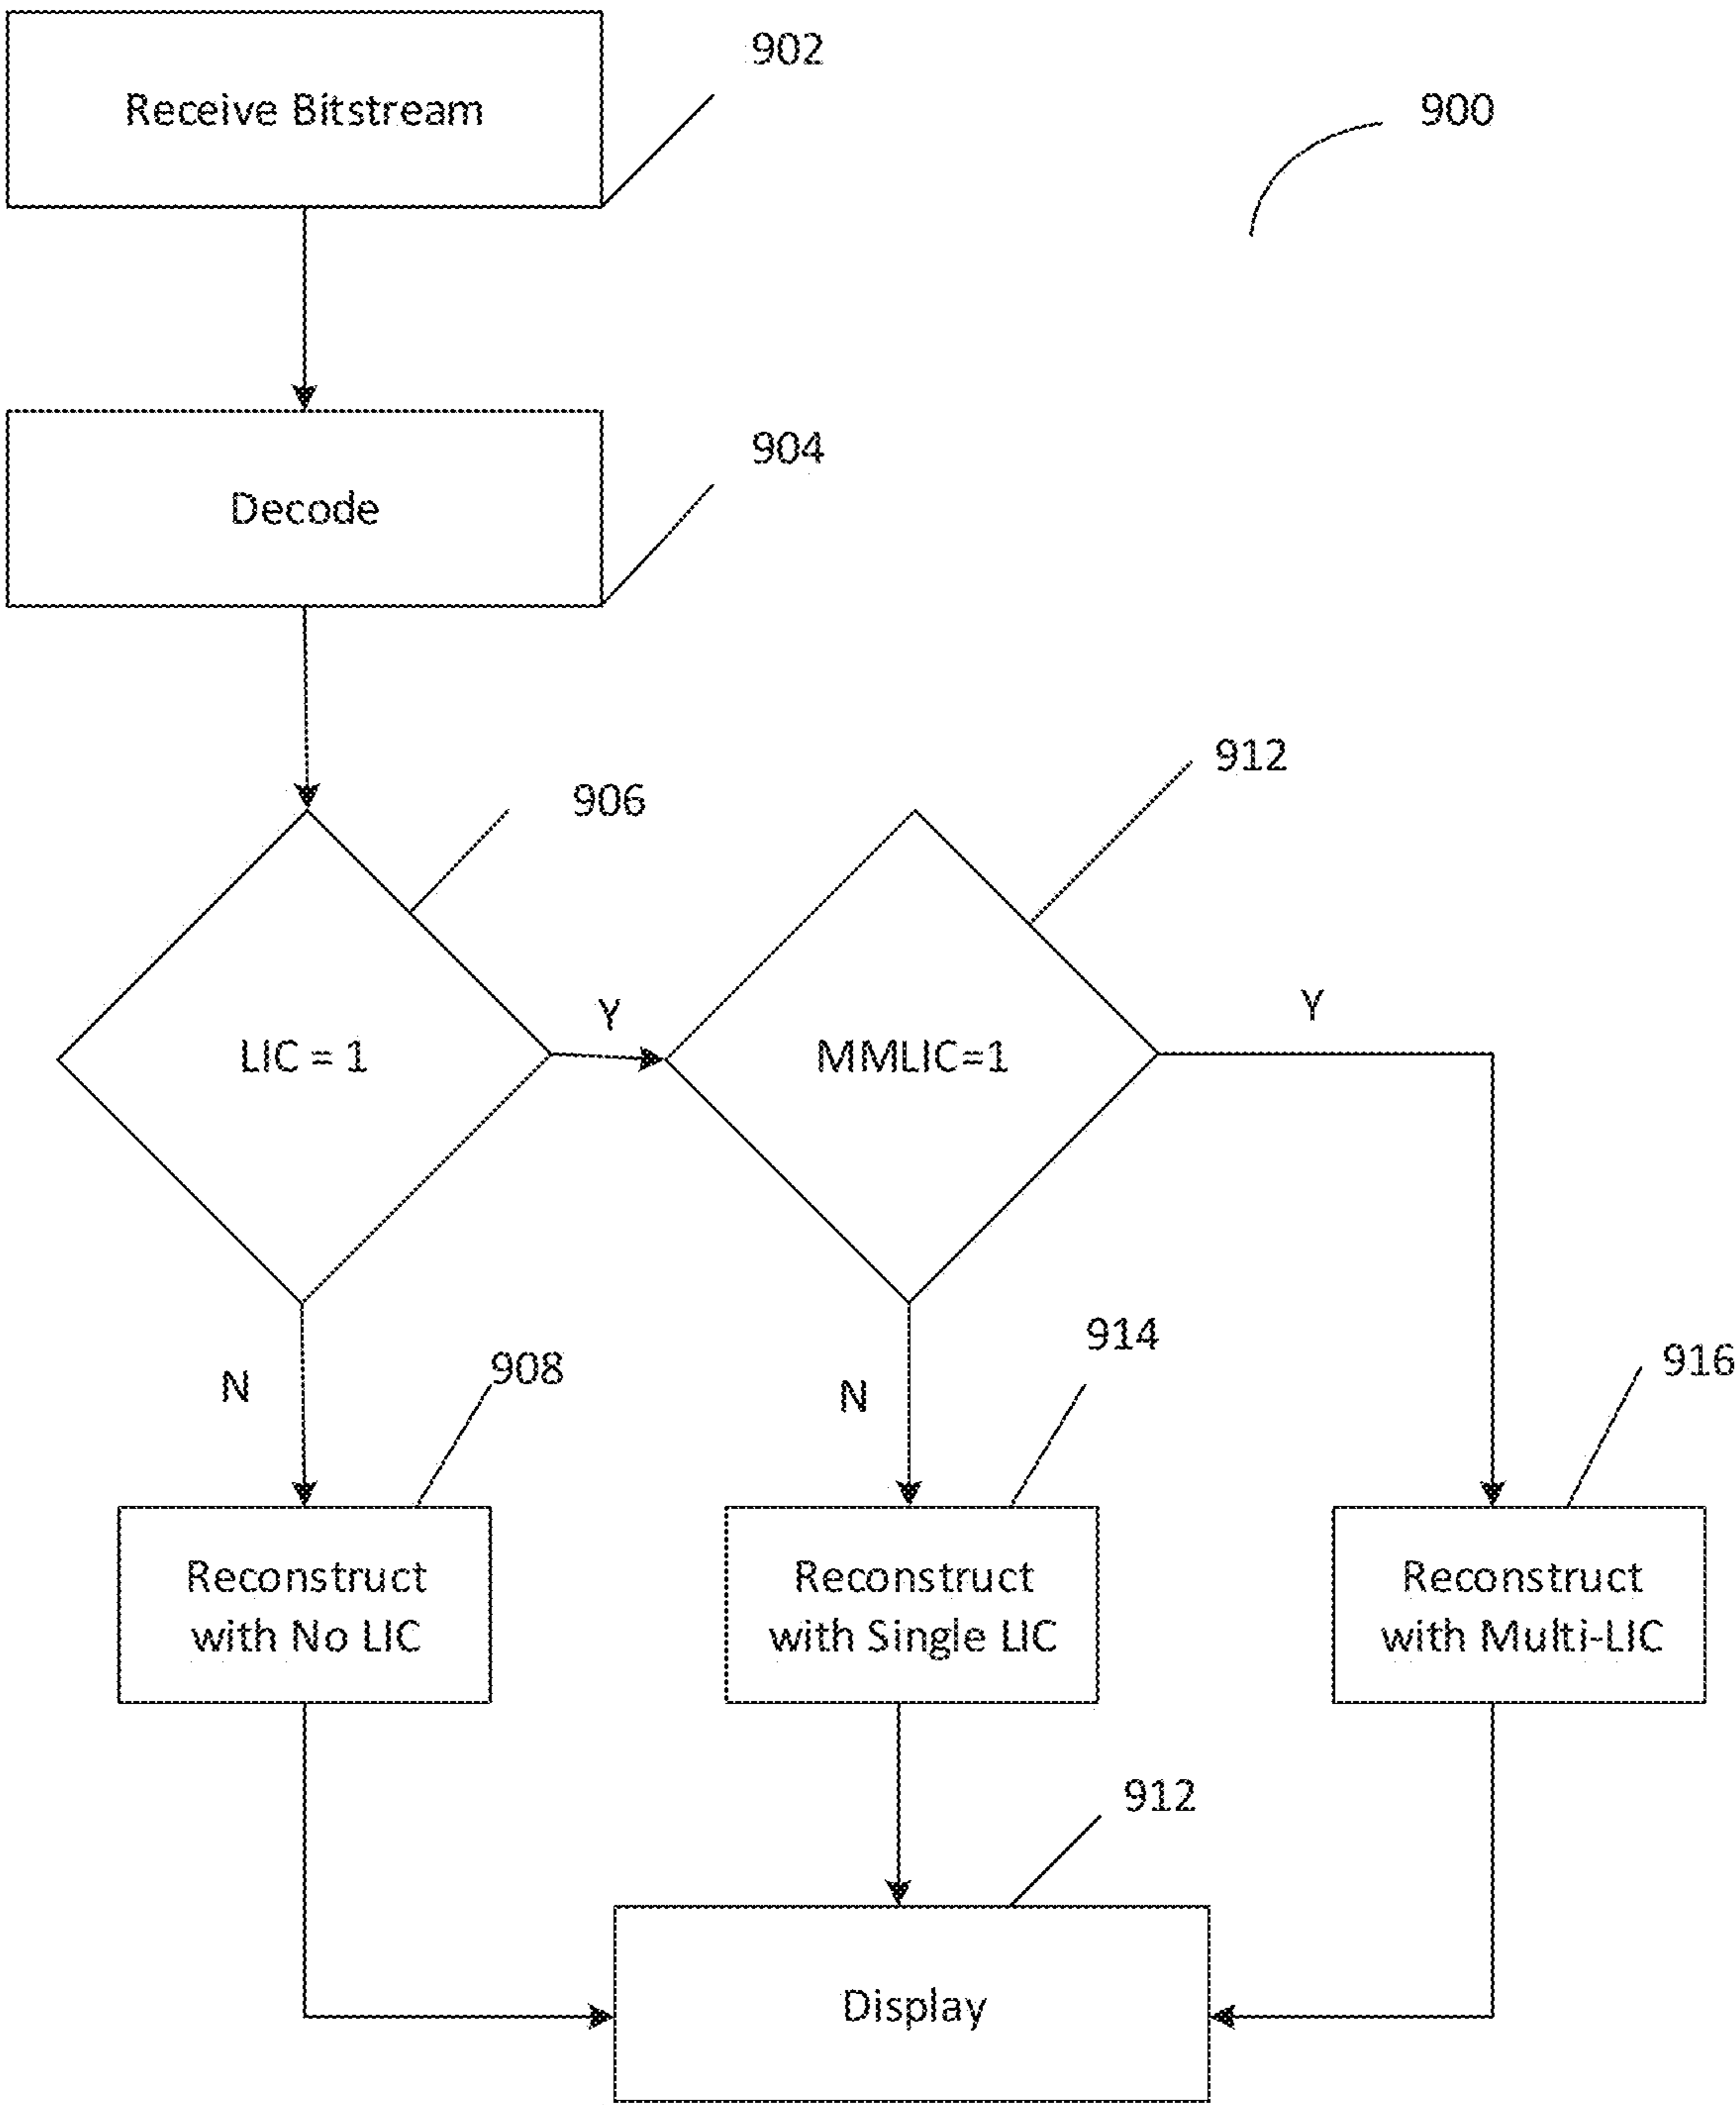 902
Receive Bitstream
900
904
Decode
912
906
Y
Y
LIC = 1
MMLIC=1
914
908
916
N
N
Reconstruct
with No LIC
Reconstruct
with Single LIC
Reconstruct
with Multi-LIC
912
Display